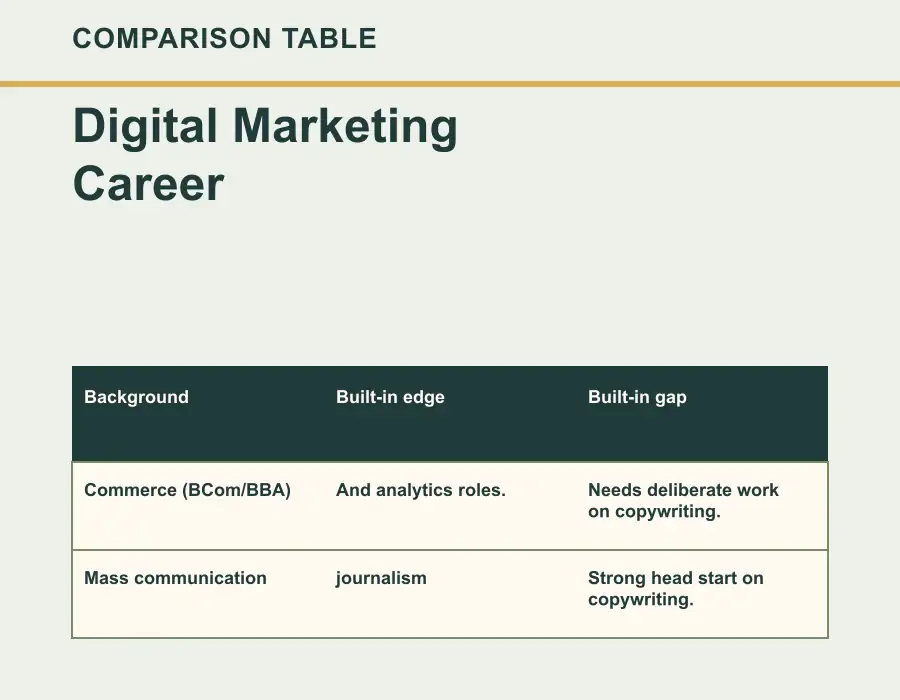 COMPARISON TABLE
Digital Marketing
Career
Background Built-in edge Built-in gap
Commerce (BCom/BBA) And analytics roles. Needs deliberate work
on copywriting.
Mass communication journalism Strong head start on
copywriting.